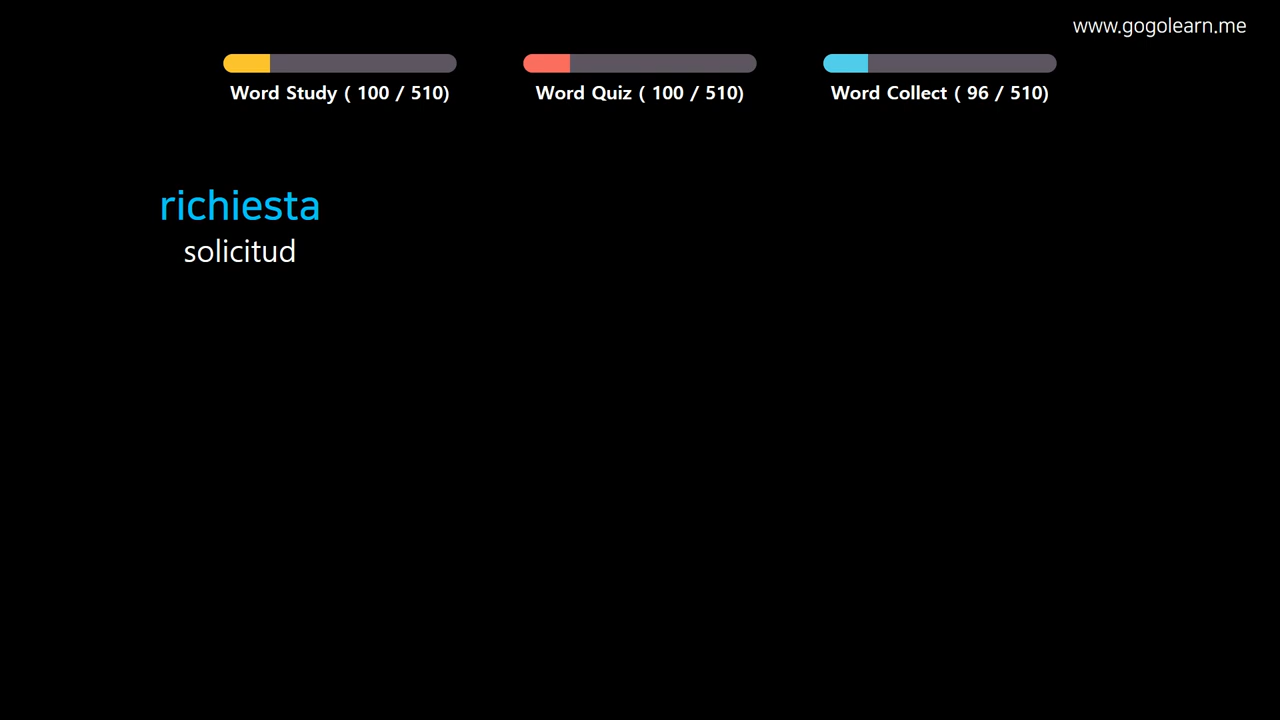 www.gogolearn.me
Word Study ( 100 / 510)
Word Quiz ( 100 / 510)
Word Collect ( 96 / 510)
richiesta
solicitud